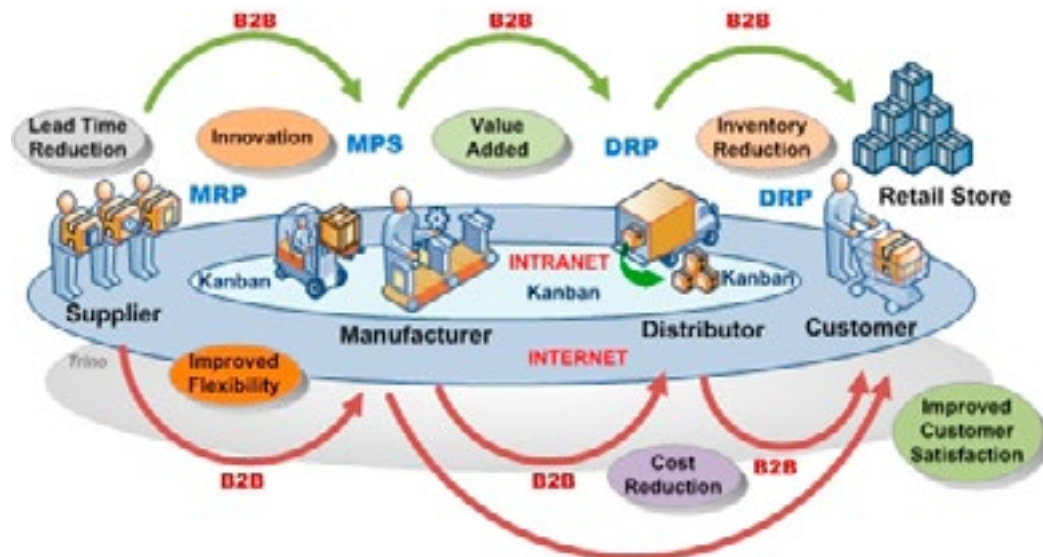 B2B
B2B
B2B
Lead Time
Reduction
Innovation
MPS
Value
Added
DRP
Inventory
Reduction
MRP
DRP
Retail Store
INTRANET
Kanban
Kanban
Kanban
Supplier
Manufacturer
Distributor
Customer
INTERNET
Trino
Improved
Flexibility
Improved
Customer
Satisfaction
Cost
Reduction
B2B
B2B
B2B